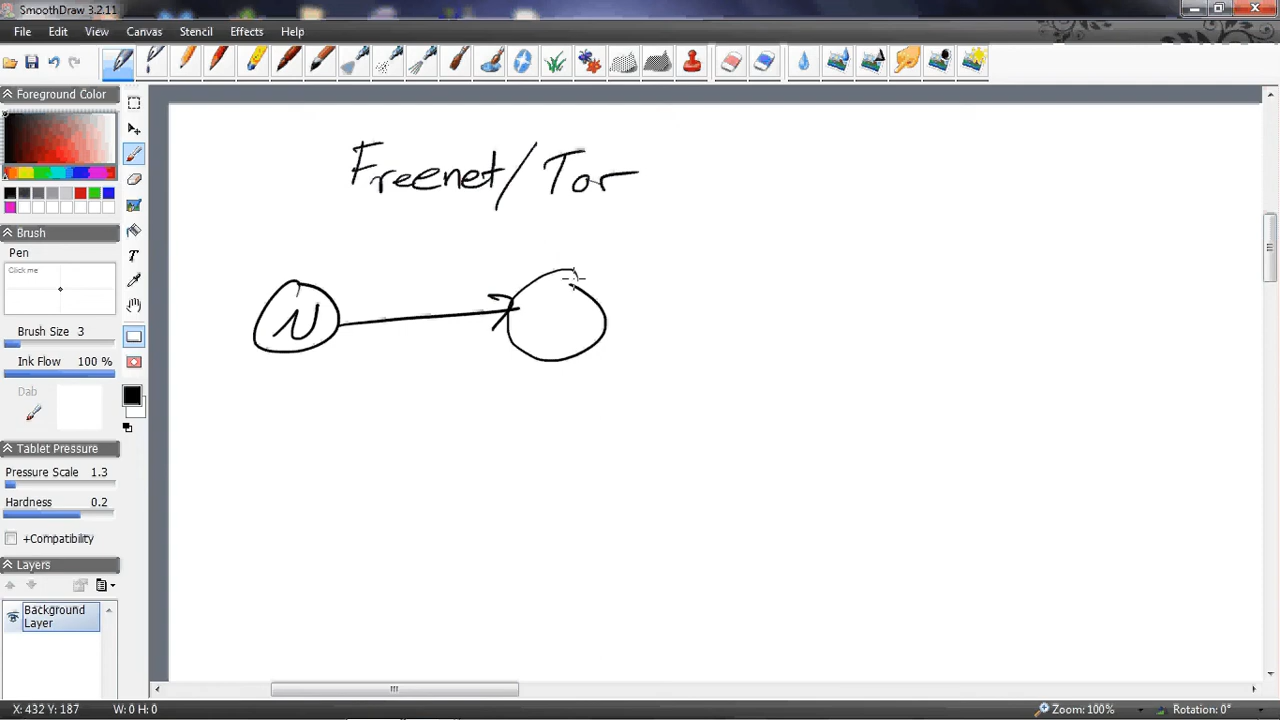 SmoothDraw 3.2.11
File Edit View Canvas Stencil Effects Help
Foreground Color
Brush
Pen
Click me
Brush Size 3
Ink Flow 100 %
Dab
Tablet Pressure
Pressure Scale 1.3
Hardness 0.2
+Compatibility
Layers
Background
Layer
Freenet/Tor
N
X: 432 Y: 187 W: 0 H: 0 Zoom: 100% Rotation: 0°